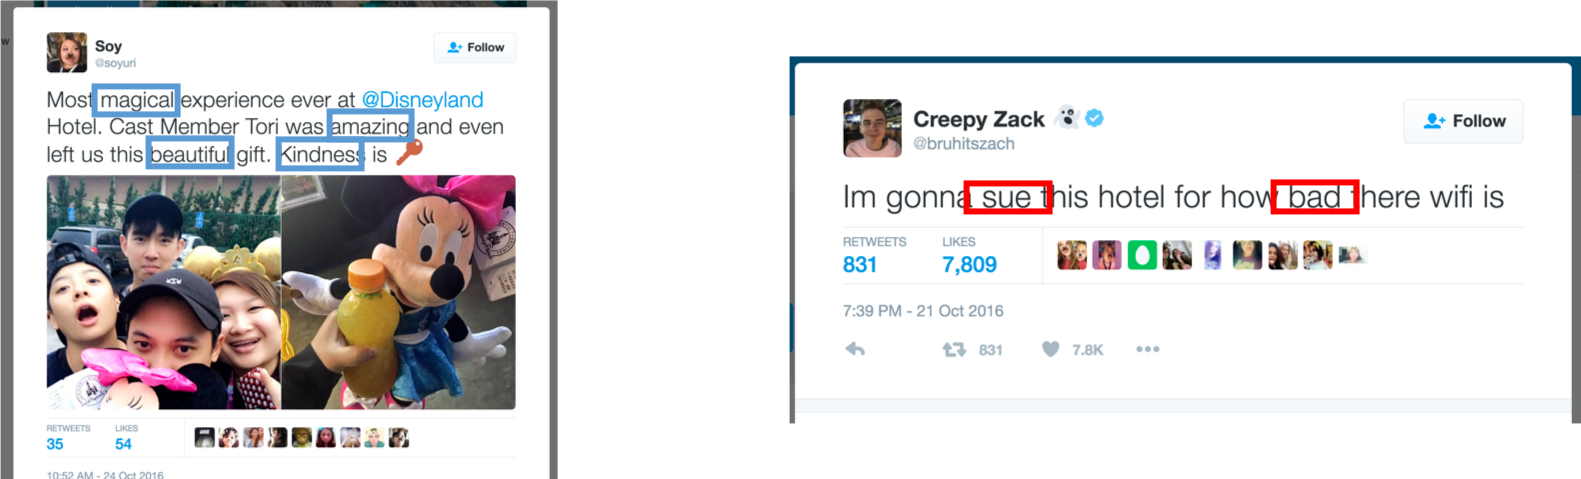 w
Soy
@soyuri
Follow
Most magical experience ever at @Disneyland
Hotel. Cast Member Tori was amazing and even
left us this beautiful gift. Kindness is
RETWEETS LIKES
35 54
10:52 AM - 24 Oct 2016
Creepy Zack
@bruhitszach
Follow
Im gonna sue this hotel for how bad there wifi is
RETWEETS LIKES
831 7,809
7:39 PM - 21 Oct 2016
831 7.8K